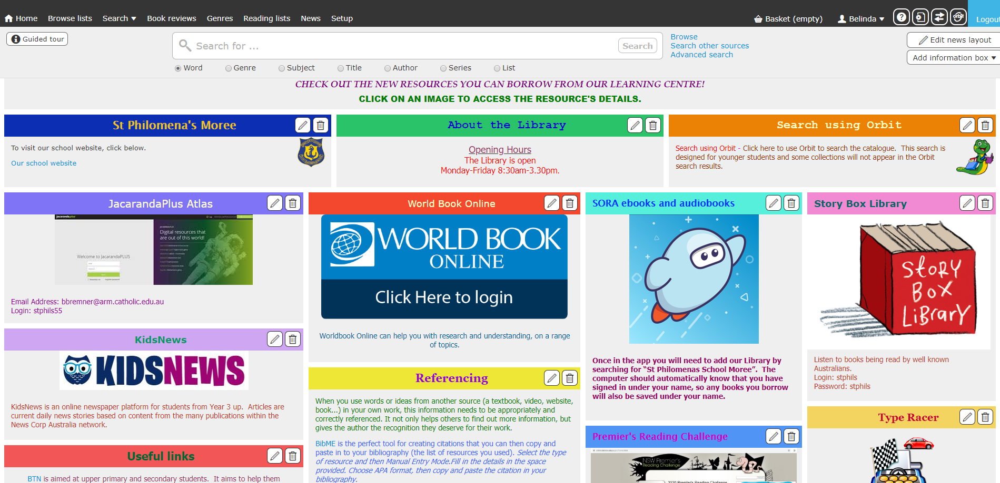 Home Browse lists Search Book reviews Genres Reading lists News Setup
Basket (empty) Belinda ? orbit Logout
Guided tour
Search for ... Search
Browse
Search other sources
Advanced search
Edit news layout
Add information box
Word Genre Subject Title Author Series List
CHECK OUT THE NEW RESOURCES YOU CAN BORROW FROM OUR LEARNING CENTRE!
CLICK ON AN IMAGE TO ACCESS THE RESOURCE'S DETAILS.
St Philomena's Moree
To visit our school website, click below.
Our school website
About the Library
Opening Hours
The Library is open
Monday-Friday 8:30am-3.30pm.
Search using Orbit
Search using Orbit - Click here to use Orbit to search the catalogue. This search is
designed for younger students and some collections will not appear in the Orbit
search results.
JacarandaPlus Atlas
jacarandaplus
JACARANDAPLUS
Digital resources that
are out of this world!
Welcome to JacarandaPLUS
Email Address: bbremner@arm.catholic.edu.au
Login: stphils55
KidsNews
KIDSNEWS
KidsNews is an online newspaper platform for students from Year 3 up. Articles are
current daily news stories based on content from the many publications within the
News Corp Australia network.
Useful links
BTN is aimed at upper primary and secondary students. It aims to help them
World Book Online
WORLD BOOK
ONLINE
Click Here to login
Worldbook Online can help you with research and understanding, on a range
of topics.
Referencing
When you use words or ideas from another source (a textbook, video, website,
book...) in your own work, this information needs to be appropriately and
correctly referenced. It not only helps others to find out more information, but
gives the author the recognition they deserve for their work.
BibME is the perfect tool for creating citations that you can then copy and
paste in to your bibliography (the list of resources you used). Select the type
of resource and then Manual Entry Mode.Fill in the details in the space
provided. Choose APA format, then copy and paste the citation in your
bibliography.
SORA ebooks and audiobooks
Once in the app you will need to add our Library by
searching for “St Philomenas School Moree”. The
computer should automatically know that you have
signed in under your name, so any books you borrow
will also be saved under your name.
Premier's Reading Challenge
NSW Premier's
Reading Challenge
2020 Premier's Reading Challenge
Story Box Library
STORY
BOX
LIBRARY
Listen to books being read by well known
Australians.
Login: stphils
Password: stphils
Type Racer